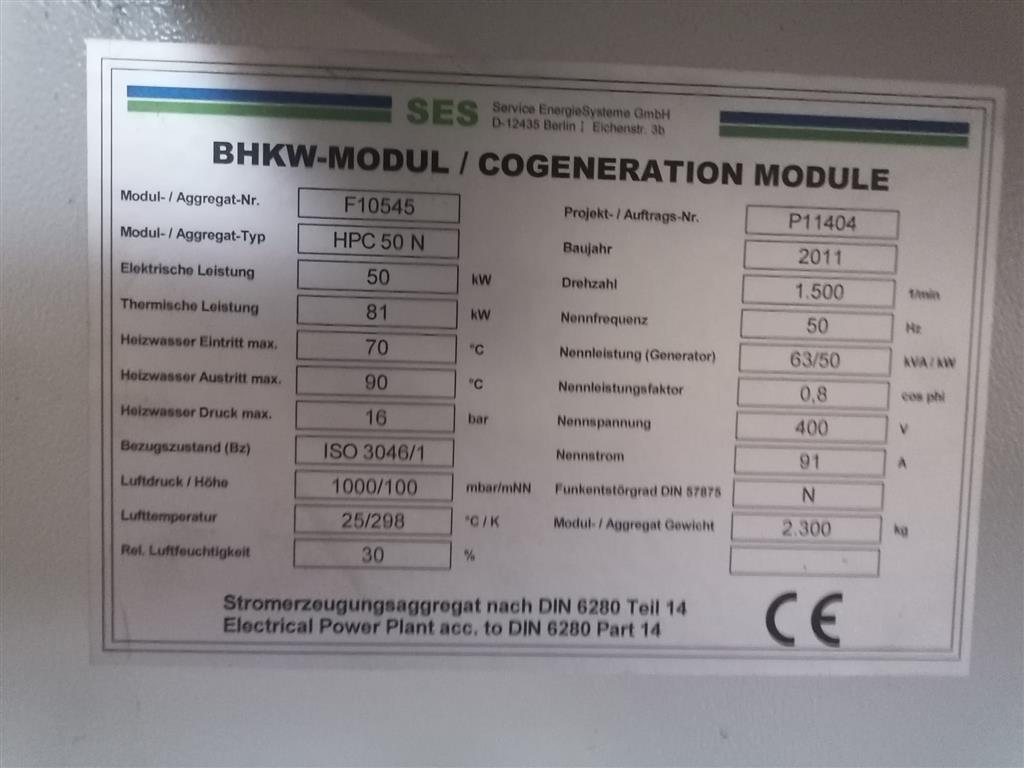 SES Service EnergieSysteme GmbH
D-12435 Berlin | Eichenstr. 3b
BHKW-MODUL / COGENERATION MODULE
Modul- / Aggregat-Nr. F10545
Modul- / Aggregat-Typ HPC 50 N
Elektrische Leistung 50 kW
Thermische Leistung 81 kW
Heizwasser Eintritt max. 70 °C
Heizwasser Austritt max. 90 °C
Heizwasser Druck max. 16 bar
Bezugszustand (Bz) ISO 3046/1
Luftdruck / Höhe 1000/100 mbar/mNN
Lufttemperatur 25/298 °C / K
Rel. Luftfeuchtigkeit 30 %
Projekt- / Auftrags-Nr. P11404
Baujahr 2011
Drehzahl 1.500 1/min
Nennfrequenz 50 Hz
Nennleistung (Generator) 63/50 kVA / kW
Nennleistungsfaktor 0,8 cos phi
Nennspannung 400 V
Nennstrom 91 A
Funkentstörgrad DIN 57875 N
Modul- / Aggregat Gewicht 2.300 kg
Stromerzeugungsaggregat nach DIN 6280 Teil 14
Electrical Power Plant acc. to DIN 6280 Part 14
CE